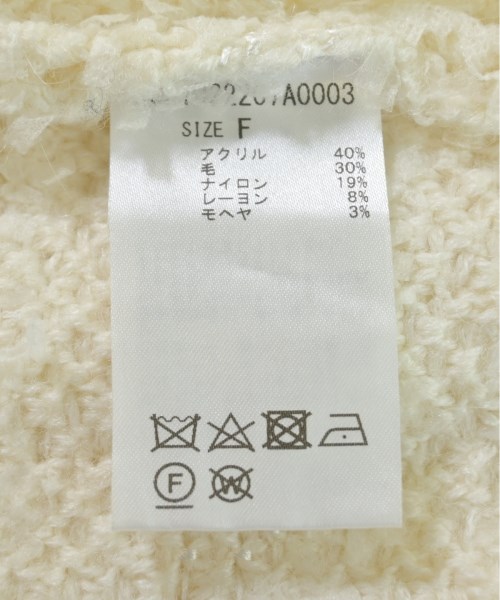 A0003
SIZE F
アクリル 40%
毛 30%
ナイロン 19%
レーヨン 8%
モヘヤ 3%
F W